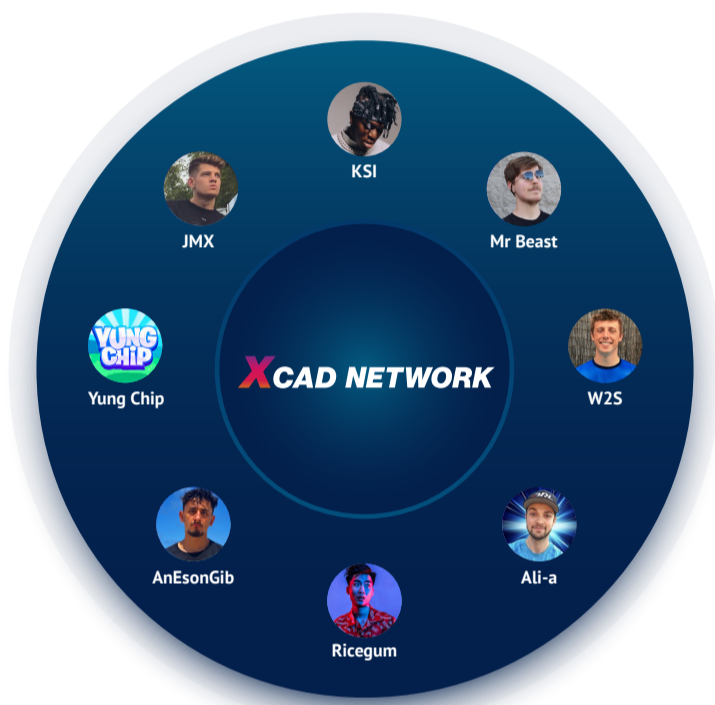 KSI
Mr Beast
JMX
YUNG
CHIP
Yung Chip
XCAD NETWORK
W2S
AnEsonGib
Ali-a
Ricegum